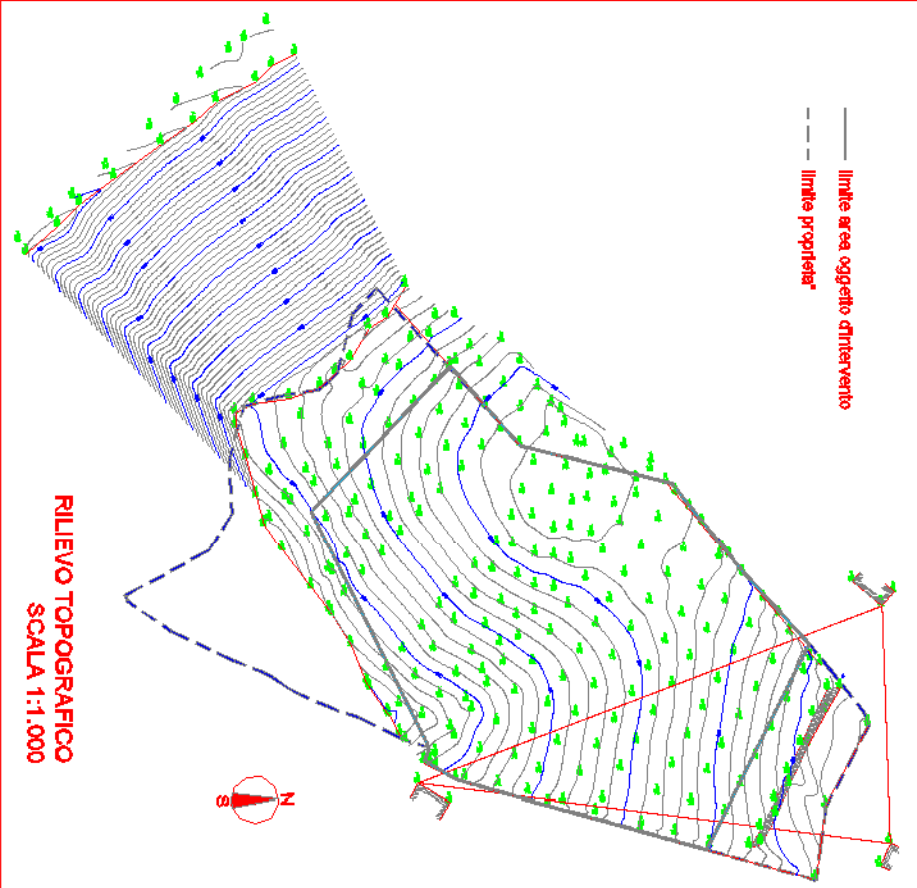 limite area oggetto d'intervento
limite proprieta'
RILIEVO TOPOGRAFICO
SCALA 1:1.000
N
S